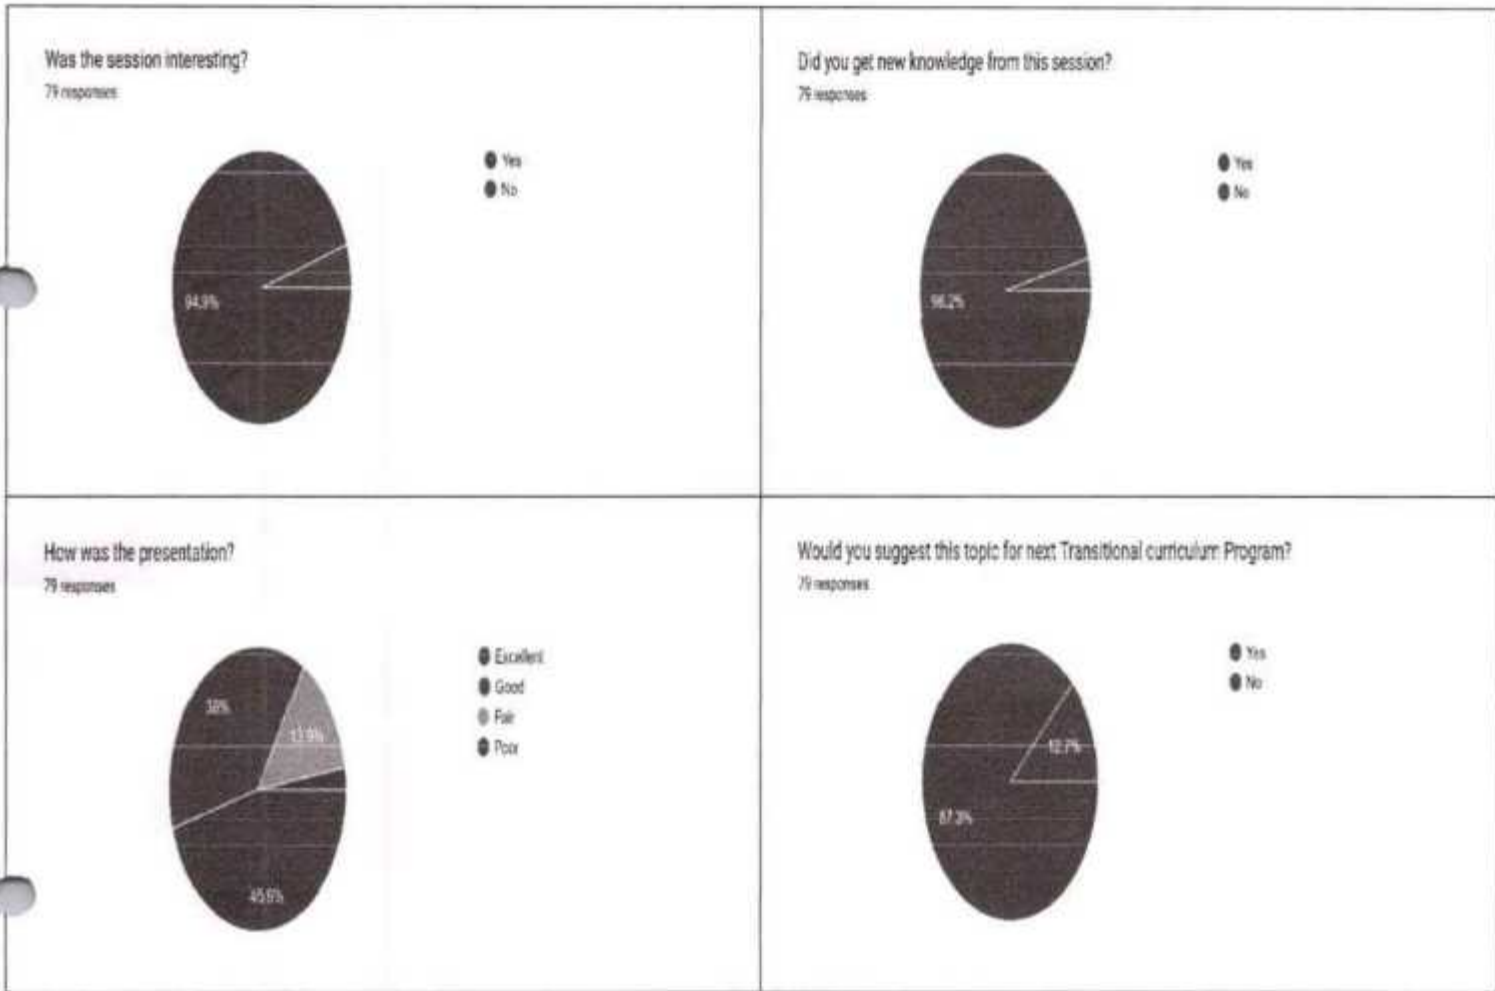 Was the session interesting?
79 responses
Yes
No
94.9%
Did you get new knowledge from this session?
79 responses
Yes
No
96.2%
How was the presentation?
79 responses
Excellent
Good
Fair
Poor
38%
13.9%
45.6%
Would you suggest this topic for next Transitional curriculum Program?
79 responses
Yes
No
12.7%
87.3%